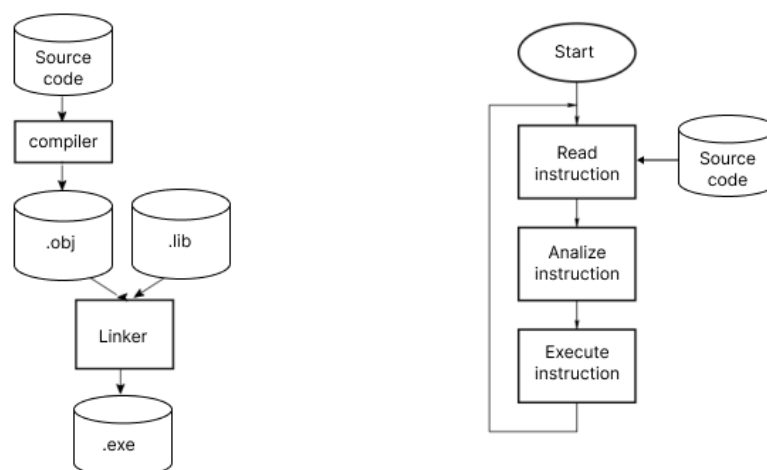 Source
code
compiler
.obj
.lib
Linker
.exe
Start
Read
instruction
Source
code
Analize
instruction
Execute
instruction